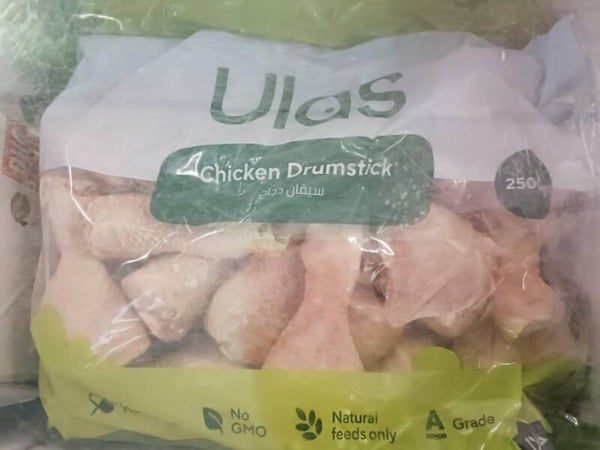 Ulas
Chicken Drumstick
سيقان دجاج
250
No
GMO
Natural
feeds only
A Grade